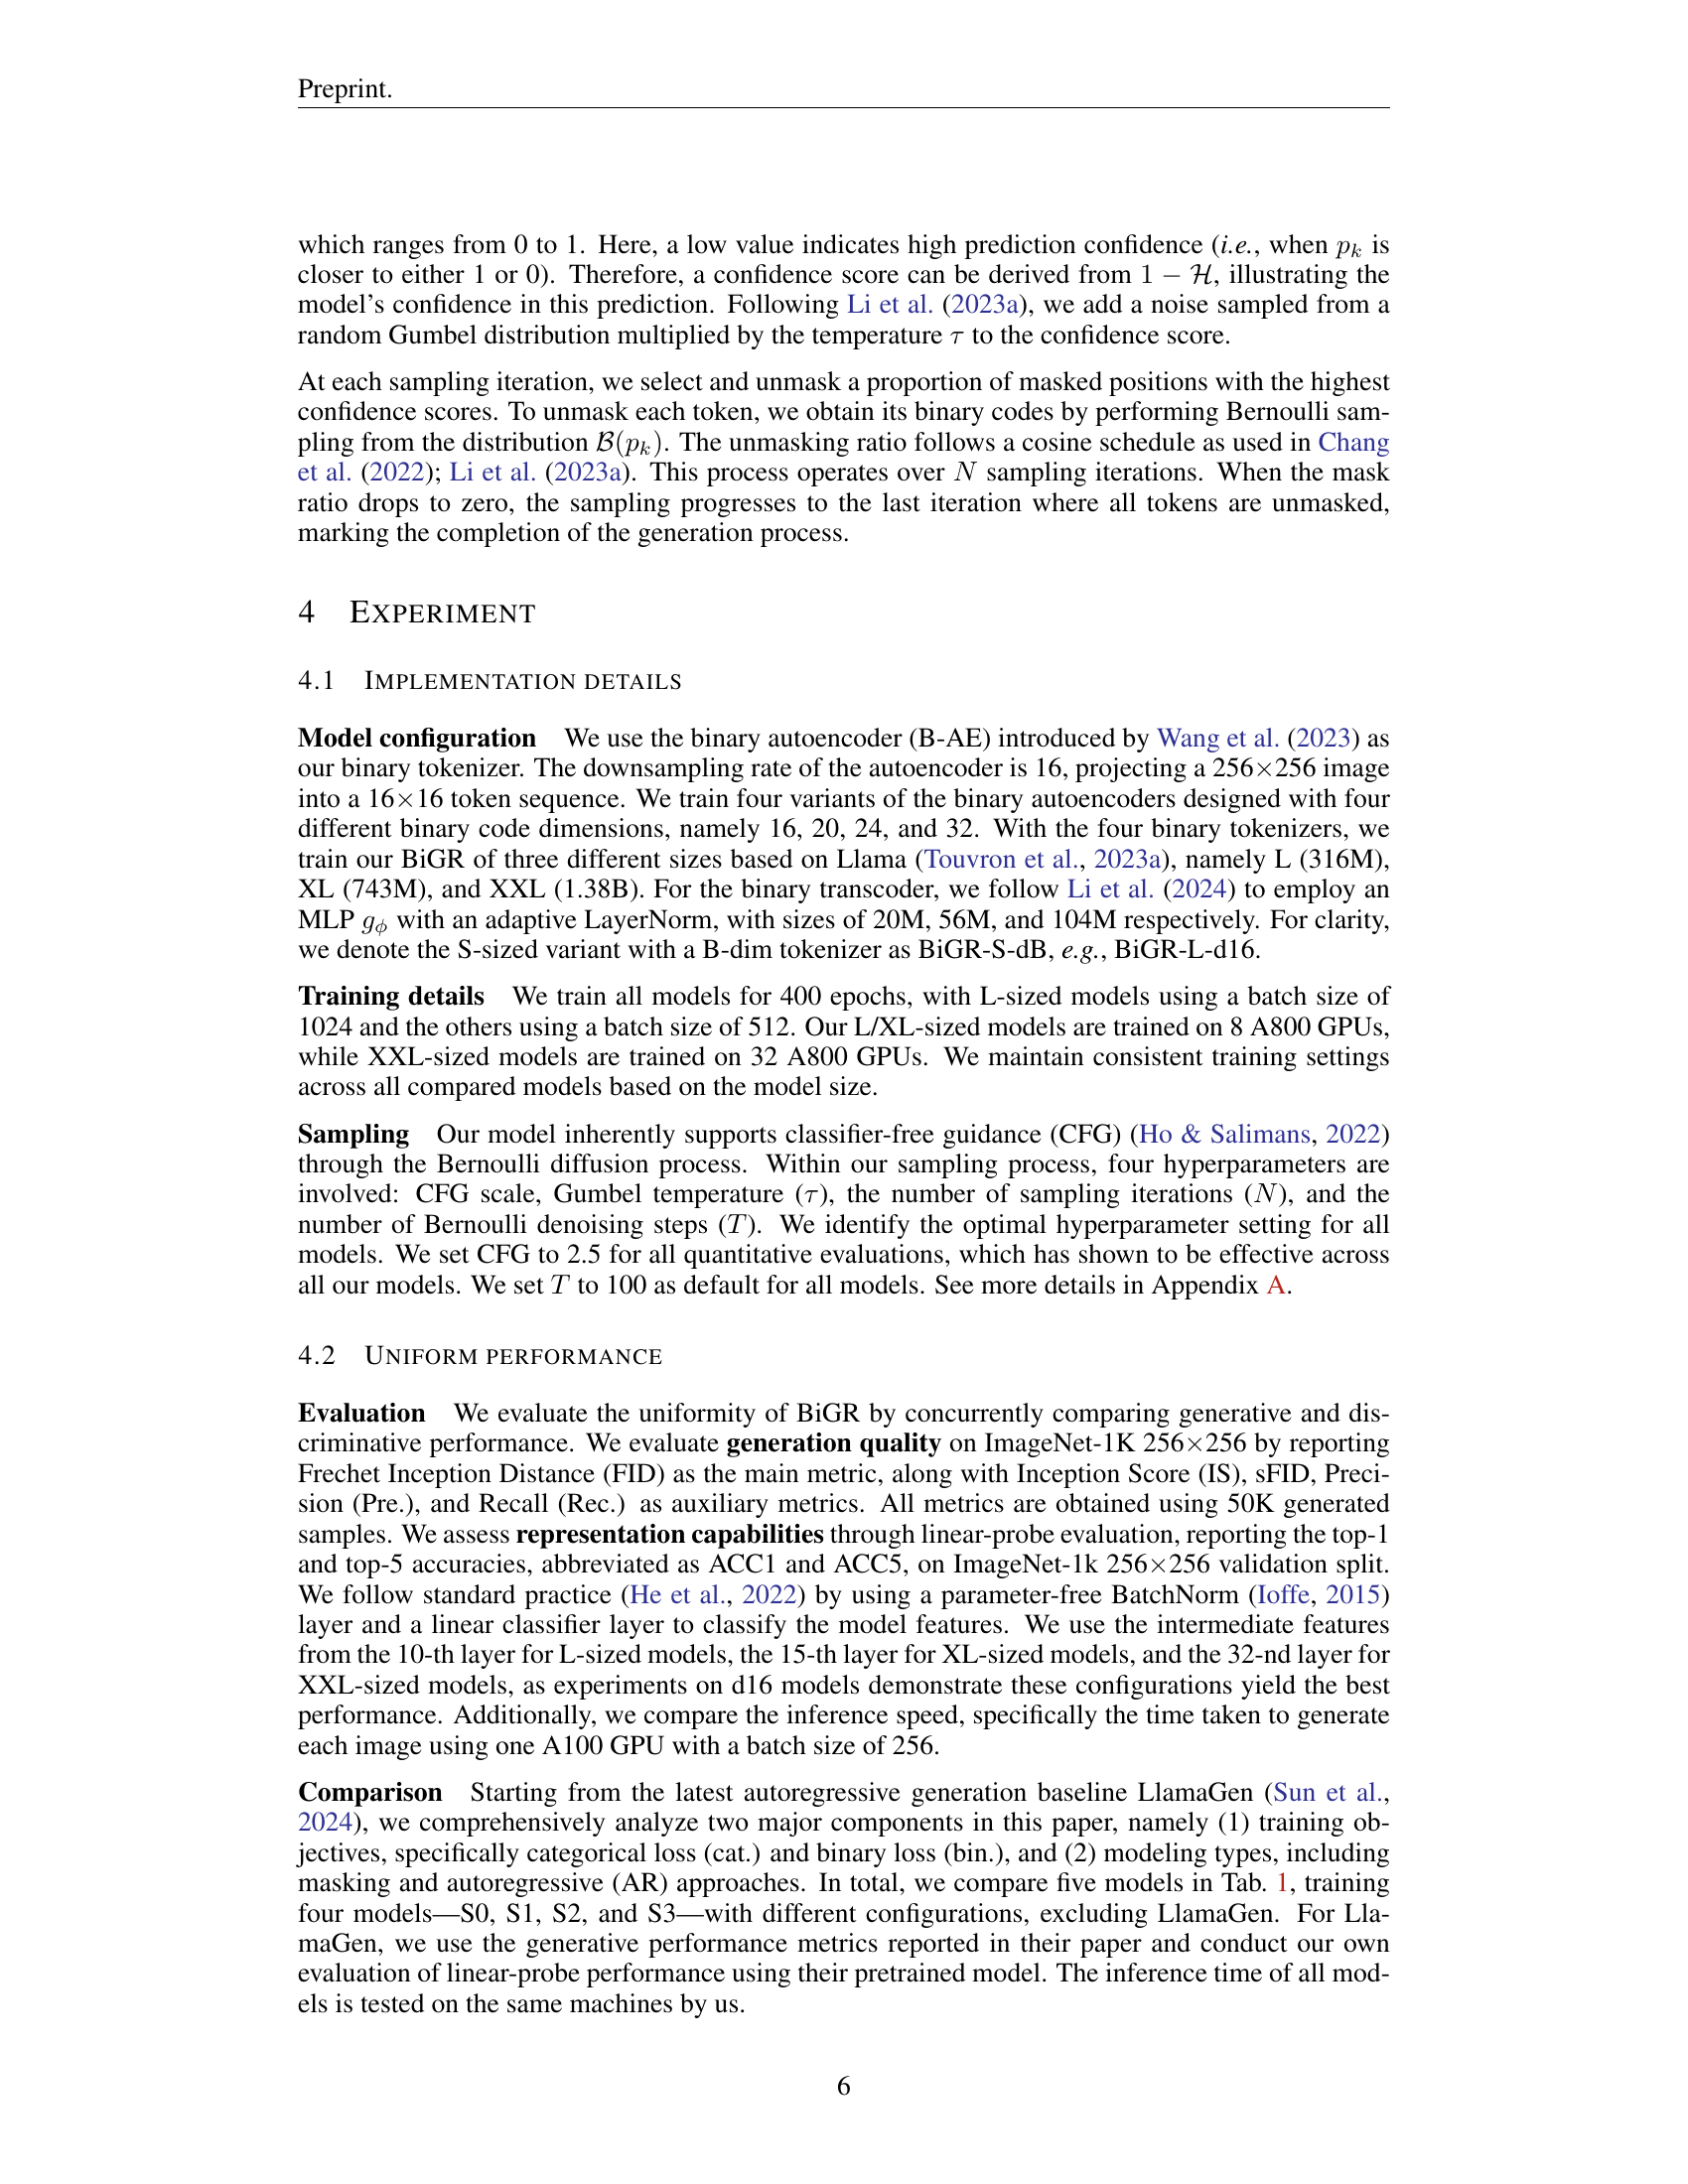 Preprint.
which ranges from 0 to 1. Here, a low value indicates high prediction confidence (i.e., when pₖ is
closer to either 1 or 0). Therefore, a confidence score can be derived from 1 − ℋ, illustrating the
model's confidence in this prediction. Following Li et al. (2023a), we add a noise sampled from a
random Gumbel distribution multiplied by the temperature τ to the confidence score.
At each sampling iteration, we select and unmask a proportion of masked positions with the highest
confidence scores. To unmask each token, we obtain its binary codes by performing Bernoulli sam-
pling from the distribution ℬ(pₖ). The unmasking ratio follows a cosine schedule as used in Chang
et al. (2022); Li et al. (2023a). This process operates over N sampling iterations. When the mask
ratio drops to zero, the sampling progresses to the last iteration where all tokens are unmasked,
marking the completion of the generation process.
4 EXPERIMENT
4.1 IMPLEMENTATION DETAILS
Model configuration We use the binary autoencoder (B-AE) introduced by Wang et al. (2023) as
our binary tokenizer. The downsampling rate of the autoencoder is 16, projecting a 256×256 image
into a 16×16 token sequence. We train four variants of the binary autoencoders designed with four
different binary code dimensions, namely 16, 20, 24, and 32. With the four binary tokenizers, we
train our BiGR of three different sizes based on Llama (Touvron et al., 2023a), namely L (316M),
XL (743M), and XXL (1.38B). For the binary transcoder, we follow Li et al. (2024) to employ an
MLP g_ϕ with an adaptive LayerNorm, with sizes of 20M, 56M, and 104M respectively. For clarity,
we denote the S-sized variant with a B-dim tokenizer as BiGR-S-dB, e.g., BiGR-L-d16.
Training details We train all models for 400 epochs, with L-sized models using a batch size of
1024 and the others using a batch size of 512. Our L/XL-sized models are trained on 8 A800 GPUs,
while XXL-sized models are trained on 32 A800 GPUs. We maintain consistent training settings
across all compared models based on the model size.
Sampling Our model inherently supports classifier-free guidance (CFG) (Ho & Salimans, 2022)
through the Bernoulli diffusion process. Within our sampling process, four hyperparameters are
involved: CFG scale, Gumbel temperature (τ), the number of sampling iterations (N), and the
number of Bernoulli denoising steps (T). We identify the optimal hyperparameter setting for all
models. We set CFG to 2.5 for all quantitative evaluations, which has shown to be effective across
all our models. We set T to 100 as default for all models. See more details in Appendix A.
4.2 UNIFORM PERFORMANCE
Evaluation We evaluate the uniformity of BiGR by concurrently comparing generative and dis-
criminative performance. We evaluate generation quality on ImageNet-1K 256×256 by reporting
Frechet Inception Distance (FID) as the main metric, along with Inception Score (IS), sFID, Preci-
sion (Pre.), and Recall (Rec.) as auxiliary metrics. All metrics are obtained using 50K generated
samples. We assess representation capabilities through linear-probe evaluation, reporting the top-1
and top-5 accuracies, abbreviated as ACC1 and ACC5, on ImageNet-1k 256×256 validation split.
We follow standard practice (He et al., 2022) by using a parameter-free BatchNorm (Ioffe, 2015)
layer and a linear classifier layer to classify the model features. We use the intermediate features
from the 10-th layer for L-sized models, the 15-th layer for XL-sized models, and the 32-nd layer for
XXL-sized models, as experiments on d16 models demonstrate these configurations yield the best
performance. Additionally, we compare the inference speed, specifically the time taken to generate
each image using one A100 GPU with a batch size of 256.
Comparison Starting from the latest autoregressive generation baseline LlamaGen (Sun et al.,
2024), we comprehensively analyze two major components in this paper, namely (1) training ob-
jectives, specifically categorical loss (cat.) and binary loss (bin.), and (2) modeling types, including
masking and autoregressive (AR) approaches. In total, we compare five models in Tab. 1, training
four models—S0, S1, S2, and S3—with different configurations, excluding LlamaGen. For Lla-
maGen, we use the generative performance metrics reported in their paper and conduct our own
evaluation of linear-probe performance using their pretrained model. The inference time of all mod-
els is tested on the same machines by us.
6